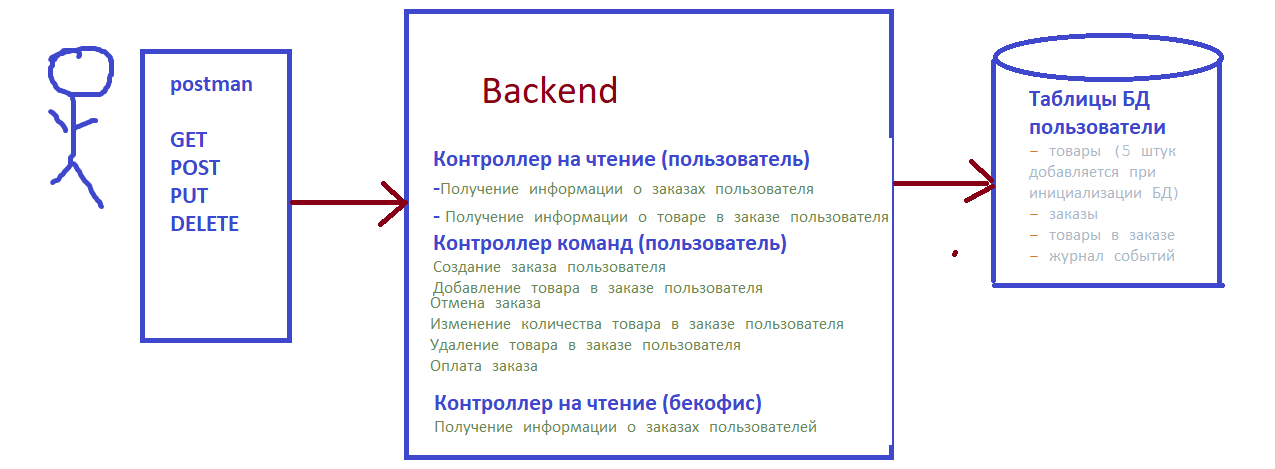 postman
GET
POST
PUT
DELETE
Backend
Контроллер на чтение (пользователь)
-Получение информации о заказах пользователя
- Получение информации о товаре в заказе пользователя
Контроллер команд (пользователь)
Создание заказа пользователя
Добавление товара в заказе пользователя
Отмена заказа
Изменение количества товара в заказе пользователя
Удаление товара в заказе пользователя
Оплата заказа
Контроллер на чтение (бекофис)
Получение информации о заказах пользователей
Таблицы БД
пользователи
- товары (5 штук
добавляется при
инициализации БД)
- заказы
- товары в заказе
- журнал событий